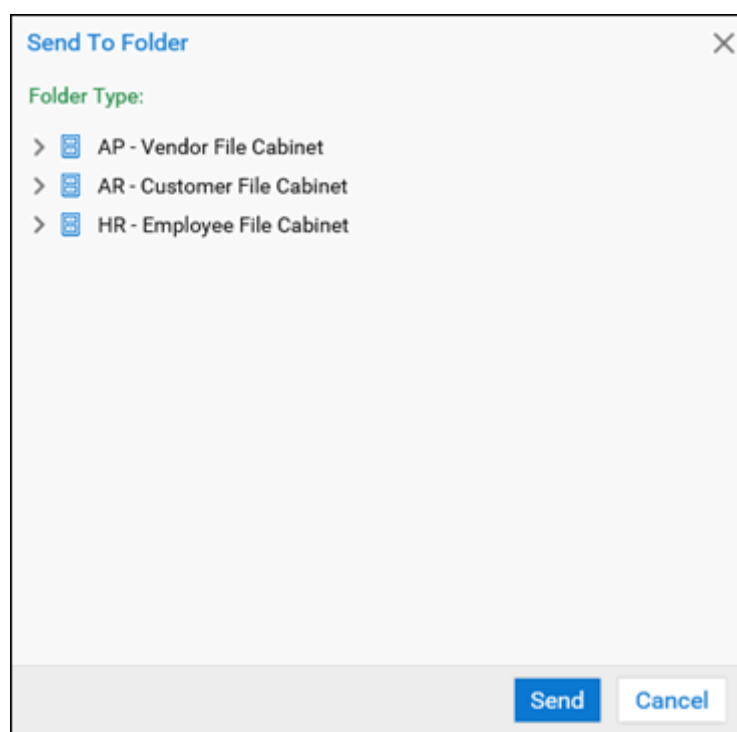 Send To Folder
Folder Type:
AP - Vendor File Cabinet
AR - Customer File Cabinet
HR - Employee File Cabinet
Send Cancel